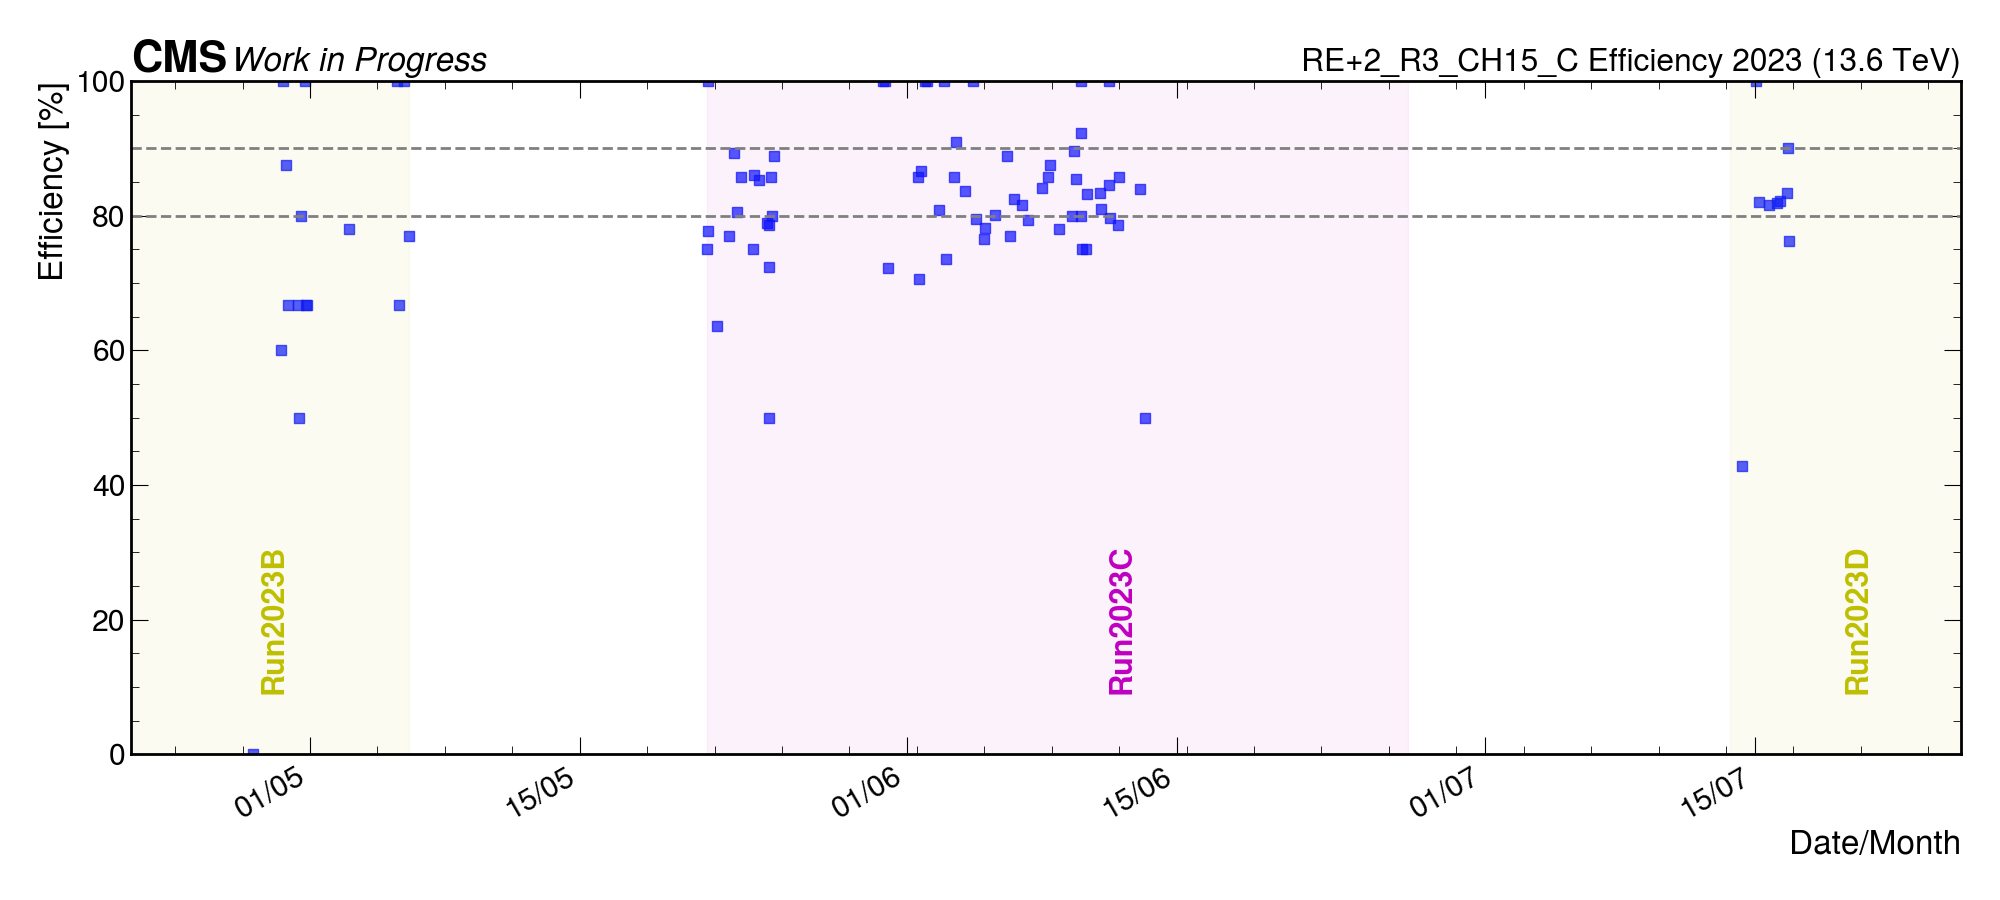 CMS Work in Progress
RE+2_R3_CH15_C Efficiency 2023 (13.6 TeV)
Efficiency [%]
100
80
60
40
20
0
Run2023B
Run2023C
Run2023D
01/05
15/05
01/06
15/06
01/07
15/07
Date/Month